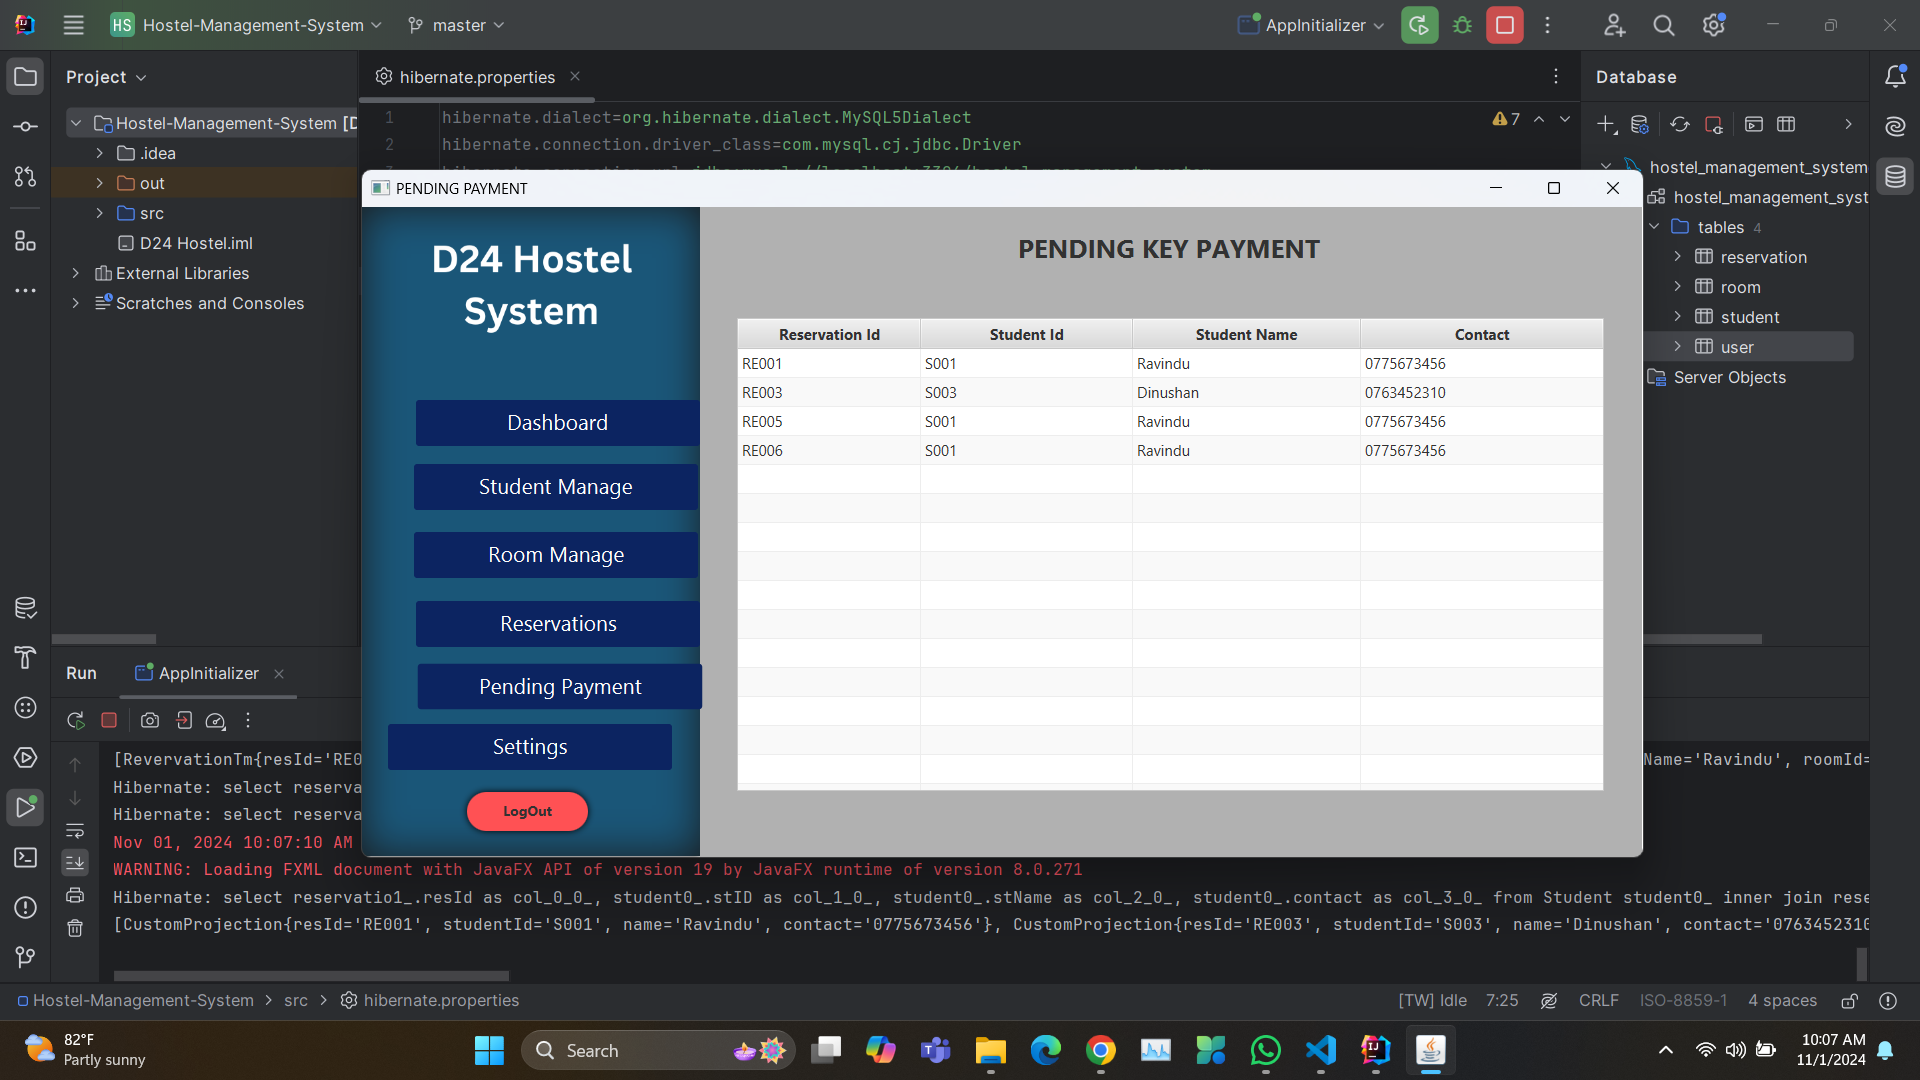 HS Hostel-Management-System master AppInitializer
Project
hibernate.properties
Database
Hostel-Management-System [D
.idea
out
src
D24 Hostel.iml
External Libraries
Scratches and Consoles
1 hibernate.dialect=org.hibernate.dialect.MySQL5Dialect
2 hibernate.connection.driver_class=com.mysql.cj.jdbc.Driver
7
hostel_management_system
hostel_management_syst
tables 4
reservation
room
student
user
Server Objects
PENDING PAYMENT
D24 Hostel
System
Dashboard
Student Manage
Room Manage
Reservations
Pending Payment
Settings
LogOut
PENDING KEY PAYMENT
Reservation Id Student Id Student Name Contact
RE001 S001 Ravindu 0775673456
RE003 S003 Dinushan 0763452310
RE005 S001 Ravindu 0775673456
RE006 S001 Ravindu 0775673456
Run AppInitializer
[RevervationTm{resId='RE0 Name='Ravindu', roomId=
Hibernate: select reserva
Hibernate: select reserva
Nov 01, 2024 10:07:10 AM
WARNING: Loading FXML document with JavaFX API of version 19 by JavaFX runtime of version 8.0.271
Hibernate: select reservatio1_.resId as col_0_0_, student0_.stID as col_1_0_, student0_.stName as col_2_0_, student0_.contact as col_3_0_ from Student student0_ inner join rese
[CustomProjection{resId='RE001', studentId='S001', name='Ravindu', contact='0775673456'}, CustomProjection{resId='RE003', studentId='S003', name='Dinushan', contact='0763452310
Hostel-Management-System > src > hibernate.properties
[TW] Idle 7:25 CRLF ISO-8859-1 4 spaces
82°F
Partly sunny
Search
10:07 AM
11/1/2024